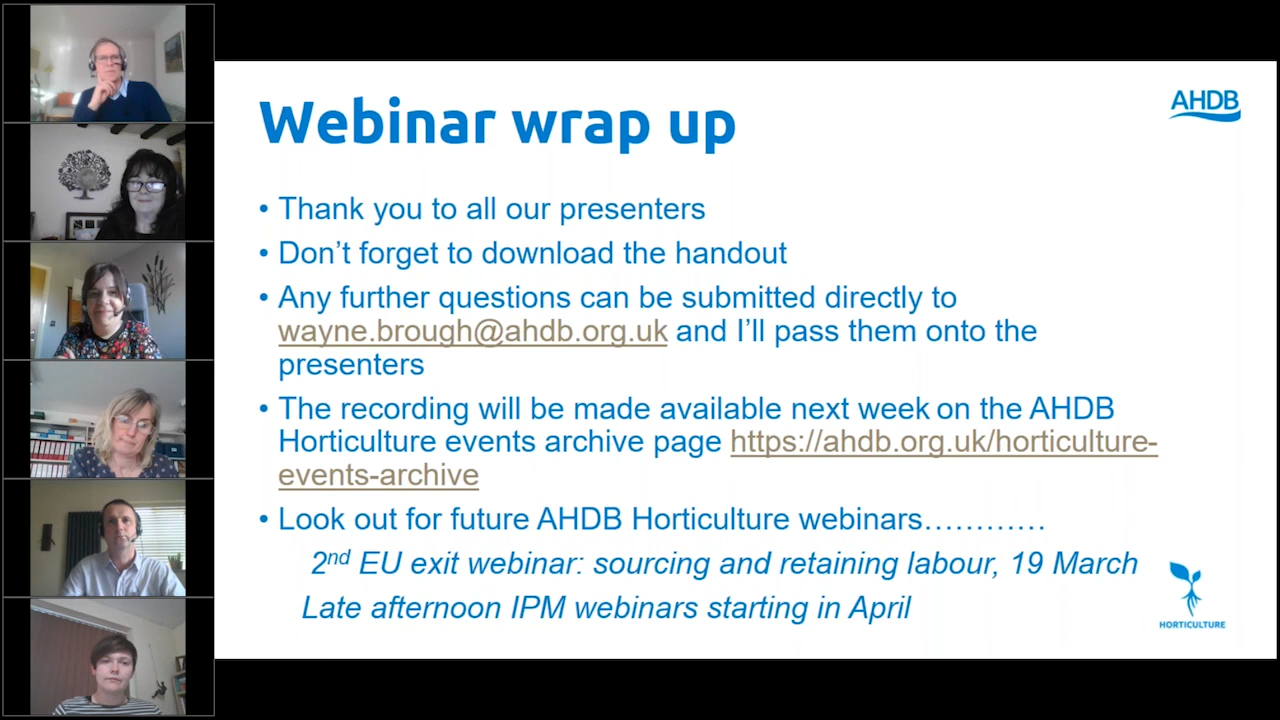 Webinar wrap up
AHDB
• Thank you to all our presenters
• Don’t forget to download the handout
• Any further questions can be submitted directly to
wayne.brough@ahdb.org.uk and I’ll pass them onto the
presenters
• The recording will be made available next week on the AHDB
Horticulture events archive page https://ahdb.org.uk/horticulture-
events-archive
• Look out for future AHDB Horticulture webinars…………
2nd EU exit webinar: sourcing and retaining labour, 19 March
Late afternoon IPM webinars starting in April
HORTICULTURE